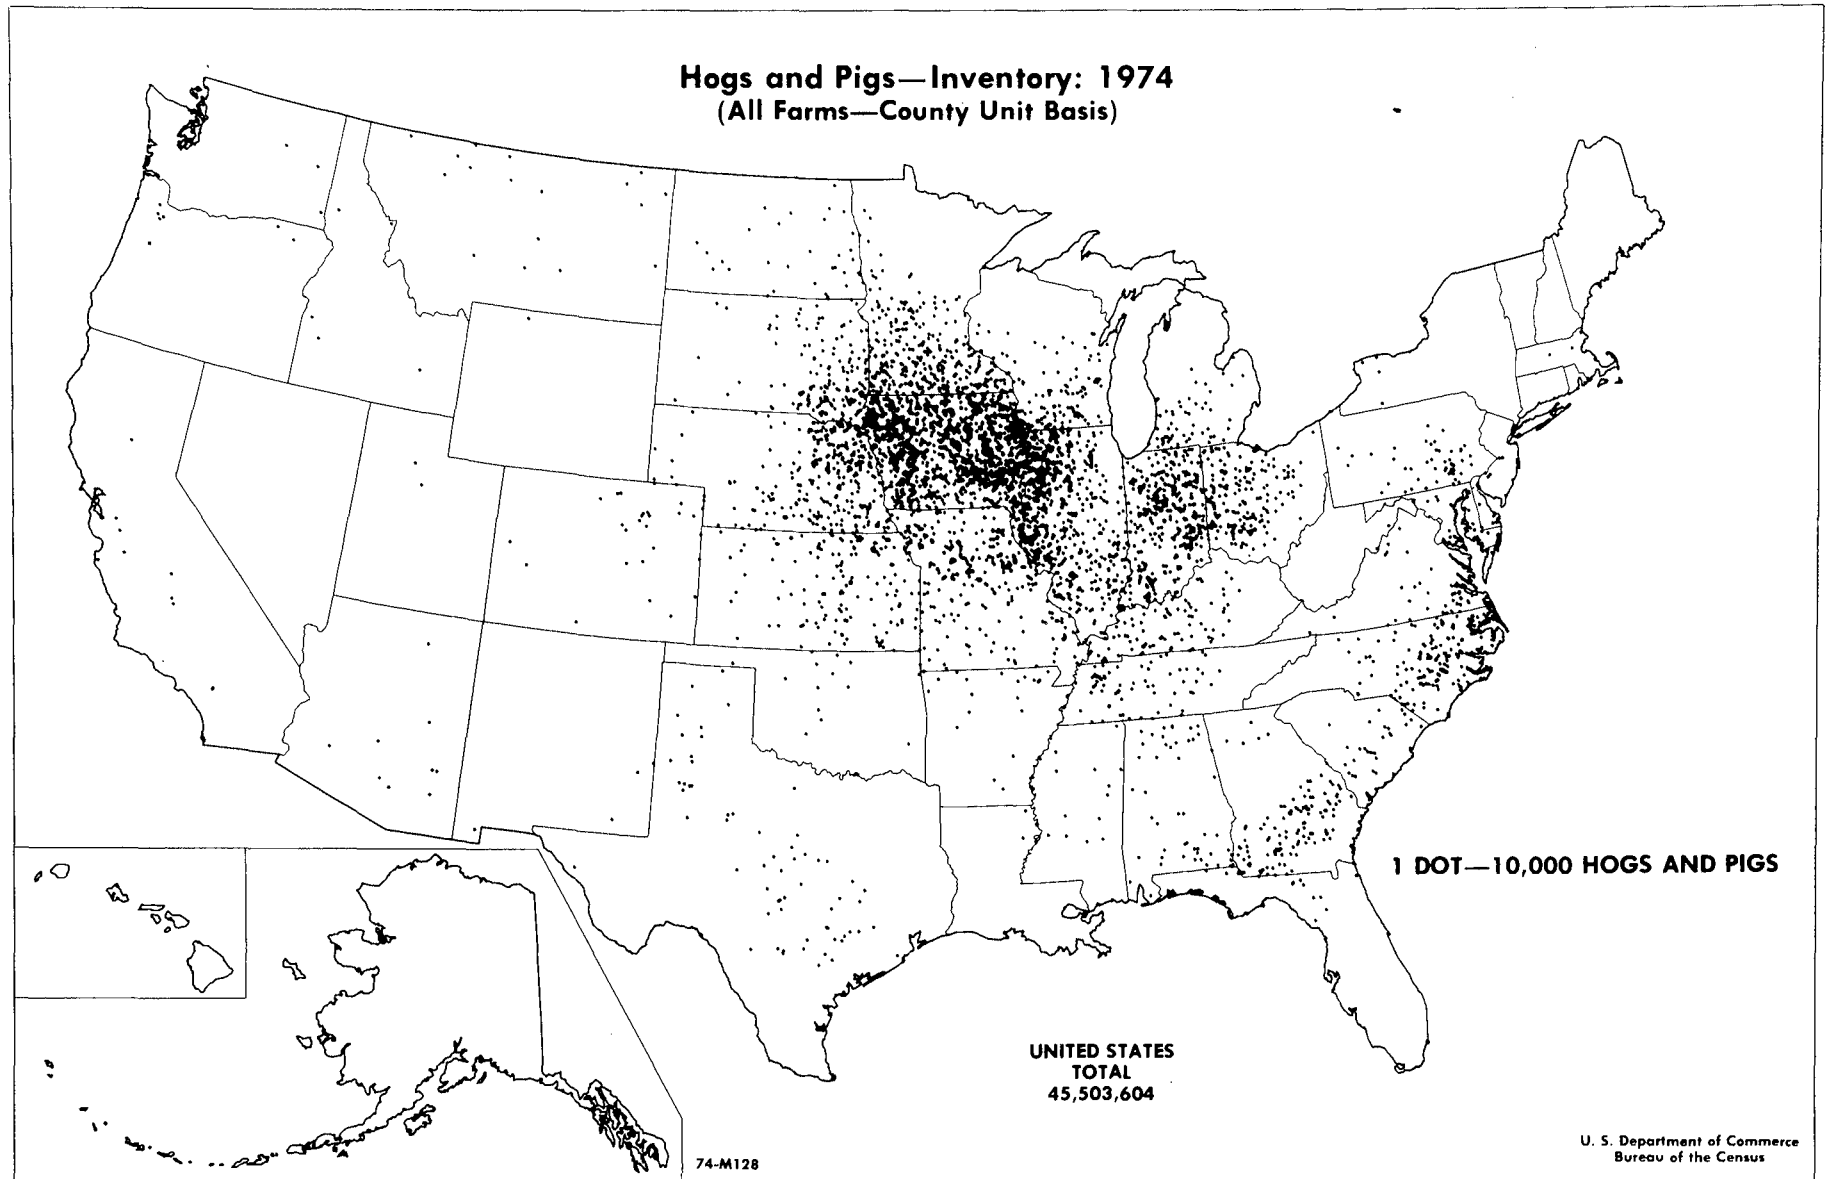 Hogs and Pigs—Inventory: 1974
(All Farms—County Unit Basis)
1 DOT—10,000 HOGS AND PIGS
UNITED STATES
TOTAL
45,503,604
74-M128
U. S. Department of Commerce
Bureau of the Census